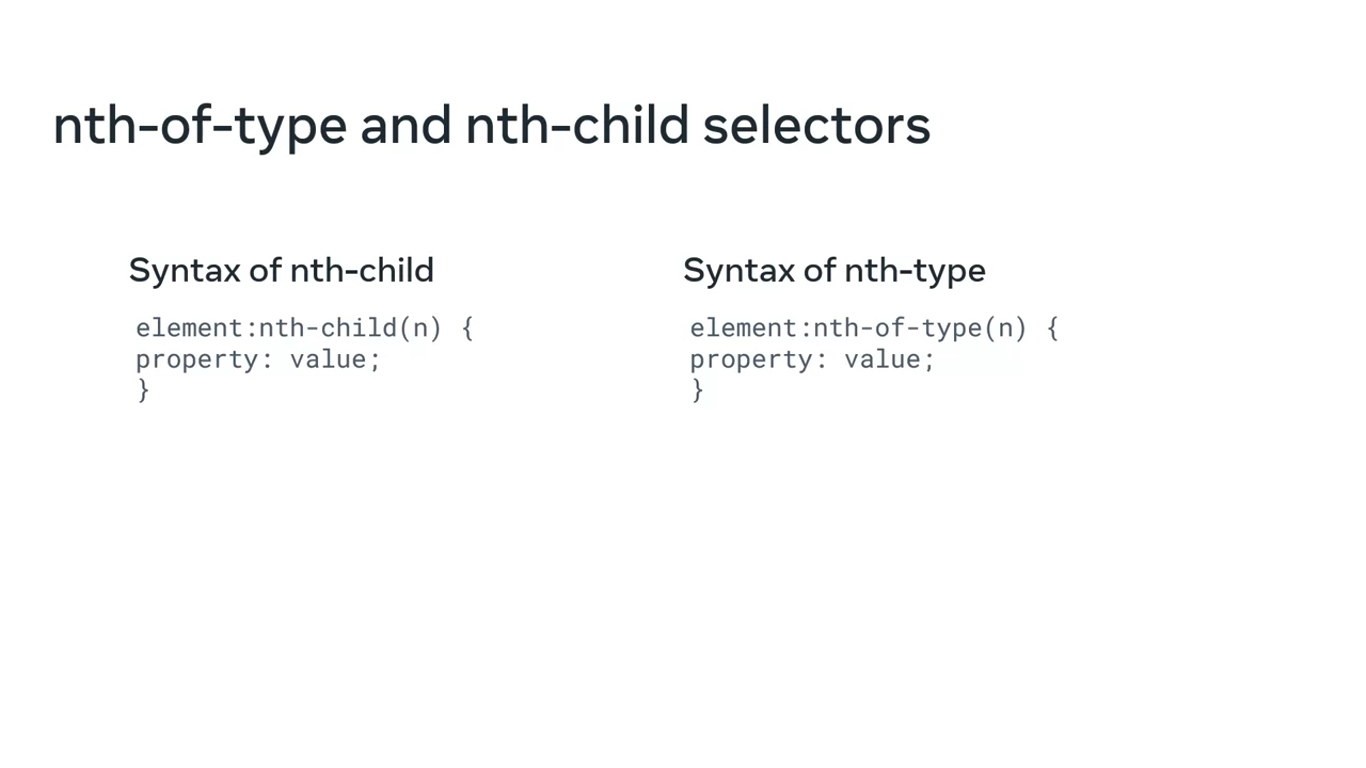 nth-of-type and nth-child selectors
Syntax of nth-child
element:nth-child(n) {
property: value;
}
Syntax of nth-type
element:nth-of-type(n) {
property: value;
}